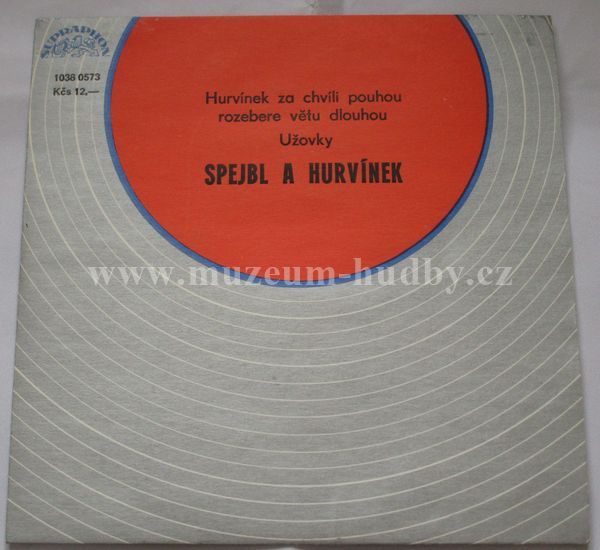 SUPRAPHON
1038 0573
Kčs 12,—
Hurvínek za chvíli pouhou
rozebere větu dlouhou
Užovky
SPEJBL A HURVÍNEK
www.muzeum-hudby.cz